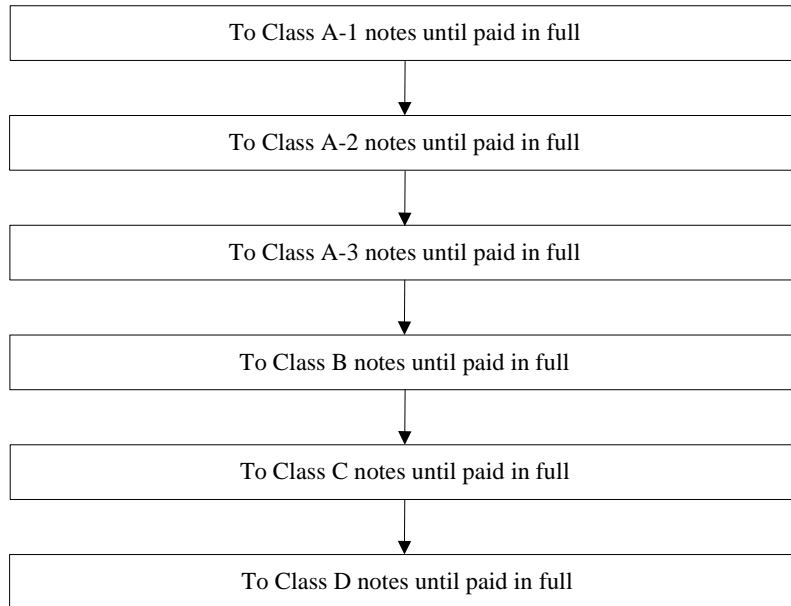 To Class A-1 notes until paid in full
To Class A-2 notes until paid in full
To Class A-3 notes until paid in full
To Class B notes until paid in full
To Class C notes until paid in full
To Class D notes until paid in full